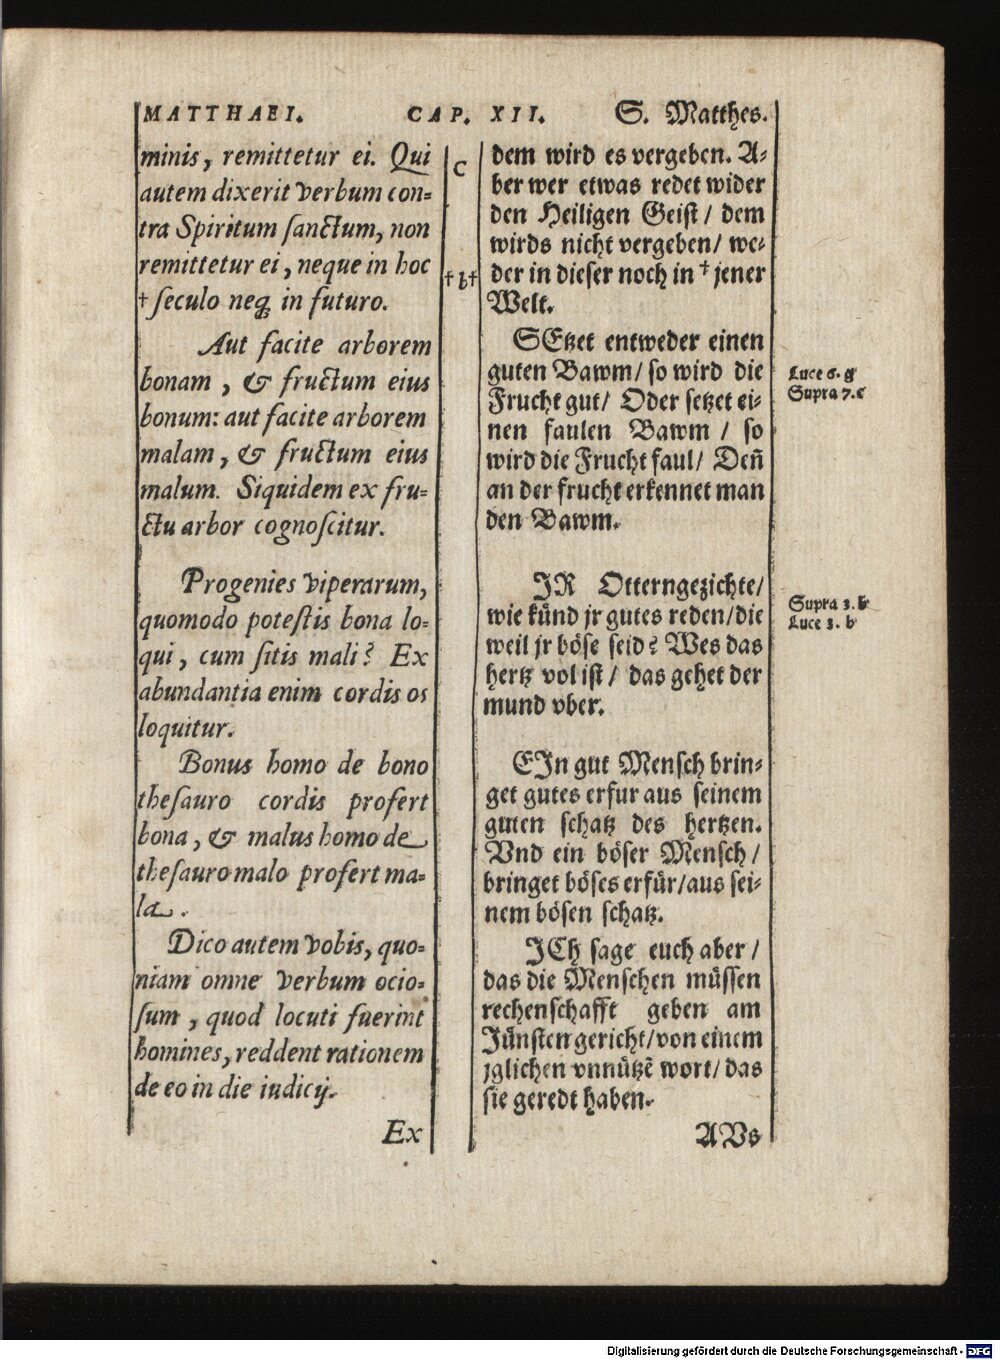 MATTHAEI. CAP. XII. S. Matthes.
minis, remittetur ei. Qui
autem dixerit verbum con-
tra Spiritum sanctum, non
remittetur ei, neque in hoc
† seculo neq; in futuro.
Aut facite arborem
bonam, & fructum eius
bonum: aut facite arborem
malam, & fructum eius
malum. Siquidem ex fru-
ctu arbor cognoscitur.
Progenies viperarum,
quomodo potestis bona lo-
qui, cum sitis mali? Ex
abundantia enim cordis os
loquitur.
Bonus homo de bono
thesauro cordis profert
bona, & malus homo de
thesauro malo profert ma-
la.
Dico autem vobis, quo-
niam omne verbum ocio-
sum, quod locuti fuerint
homines, reddent rationem
de eo in die iudicij.
Ex
C
† b†
dem wird es vergeben. A-
ber wer etwas redet wider
den Heiligen Geist / dem
wirds nicht vergeben / we-
der in dieser noch in † jener
Welt.
SEtzet entweder einen
guten Bawm / so wird die
Frucht gut / Oder setzet ei-
nen faulen Bawm / so
wird die Frucht faul / Deñ
an der frucht erkennet man
den Bawm.
JR Otterngezichte /
wie künd jr gutes reden / die
weil jr böse seid? Wes das
hertz vol ist / das gehet der
mund vber.
EJn gut Mensch brin-
get gutes erfur aus seinem
guten schatz des hertzen.
Vnd ein böser Mensch /
bringet böses erfür / aus sei-
nem bösen schatz.
JCh sage euch aber /
das die Menschen müssen
rechenschafft geben am
Jüngsten gericht / von einem
jglichen vnnützē wort / das
sie geredt haben.
AVs
Luce 6. g
Supra 7. c
Supra 3. b
Luce 3. b
Digitalisierung gefördert durch die Deutsche Forschungsgemeinschaft - DFG